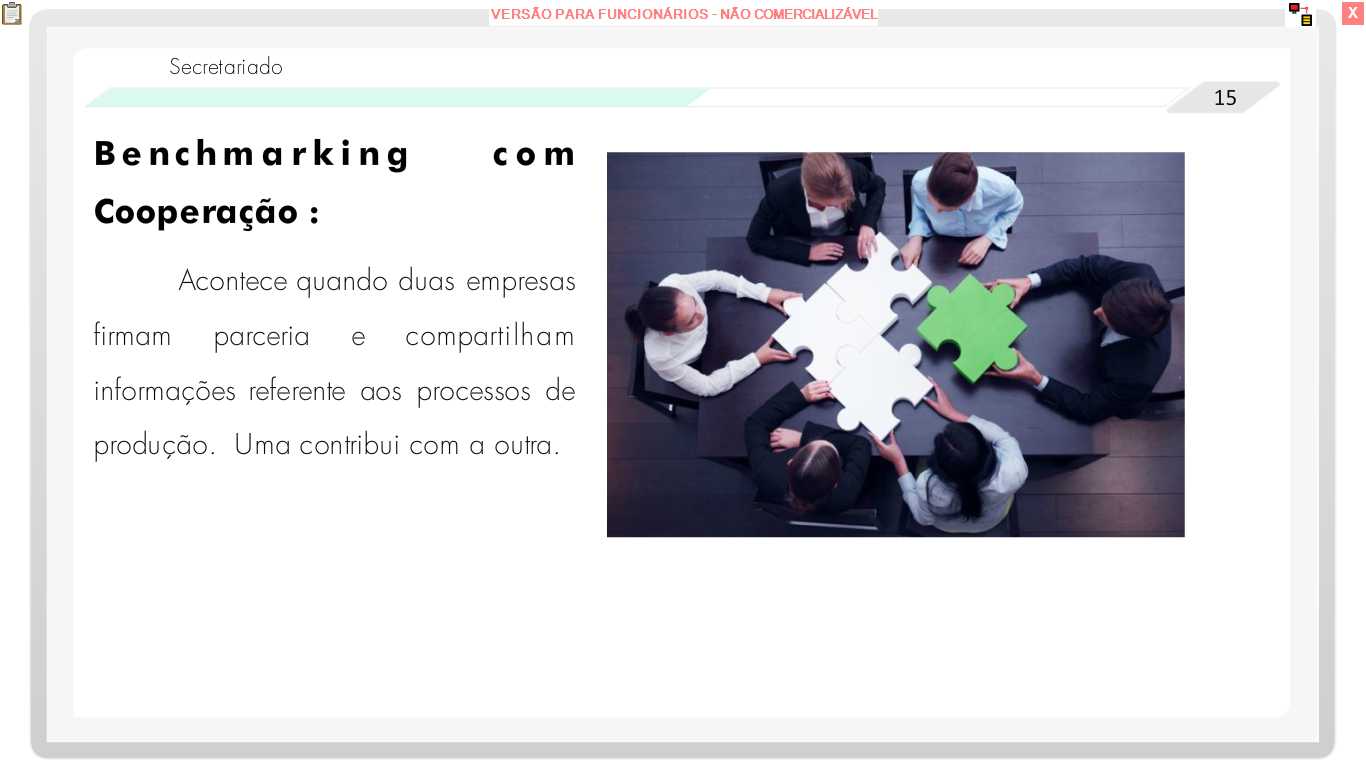 VERSÃO PARA FUNCIONÁRIOS - NÃO COMERCIALIZÁVEL
X
Secretariado
15
Benchmarking com
Cooperação :
Acontece quando duas empresas
firmam parceria e compartilham
informações referente aos processos de
produção. Uma contribui com a outra.